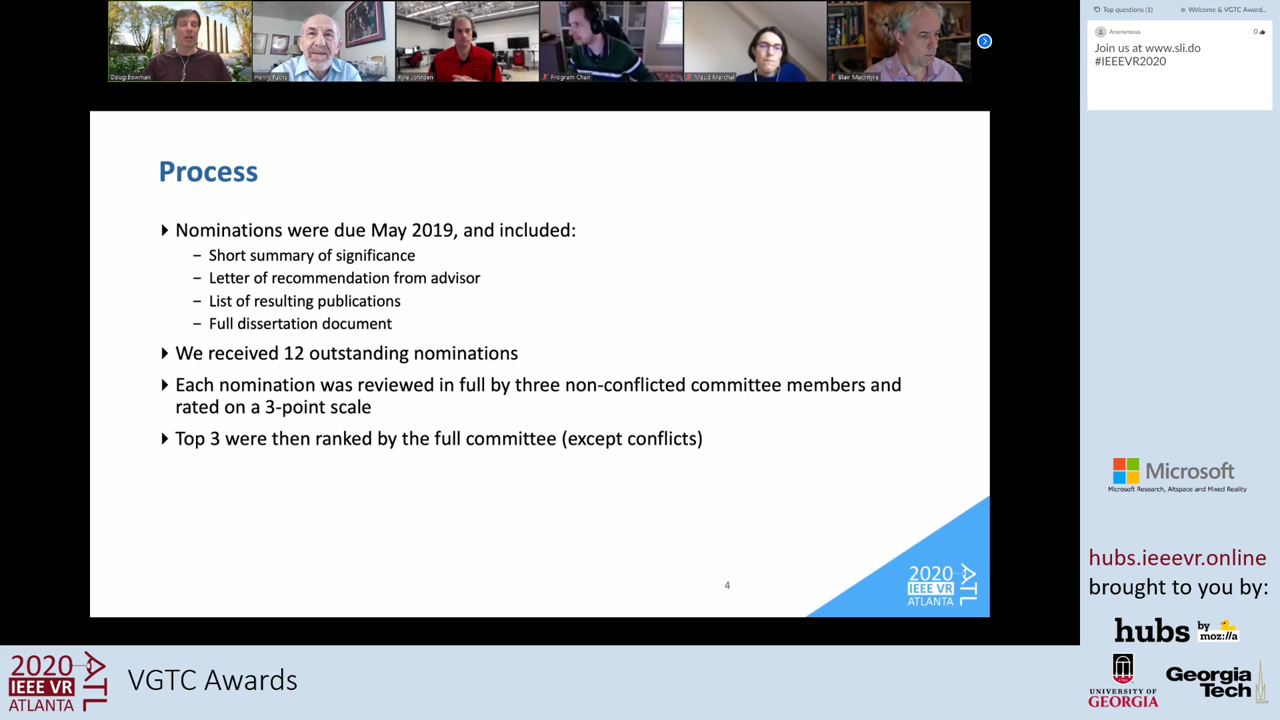 Doug Bowman
Henry Fuchs
Kyle Johnsen
Program Chair
Maud Marchal
Blair MacIntyre
Top questions (1)
Welcome & VGTC Award...
Anonymous
0
Join us at www.sli.do
#IEEEVR2020
Process
Nominations were due May 2019, and included:
– Short summary of significance
– Letter of recommendation from advisor
– List of resulting publications
– Full dissertation document
We received 12 outstanding nominations
Each nomination was reviewed in full by three non-conflicted committee members and
rated on a 3-point scale
Top 3 were then ranked by the full committee (except conflicts)
4
2020
IEEE VR
ATLANTA
ATL
Microsoft
Microsoft Research, Altspace and Mixed Reality
hubs.ieeevr.online
brought to you by:
hubs by
moz://a
UNIVERSITY OF
GEORGIA
Georgia
Tech
2020
IEEE VR
ATLANTA
ATL
VGTC Awards